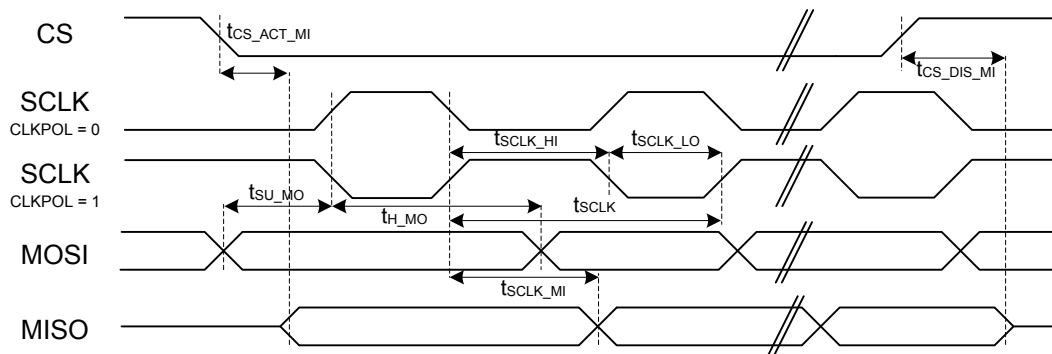 CS
tCS_ACT_MI
tCS_DIS_MI
SCLK
CLKPOL = 0
tSCLK_HI
tSCLK_LO
SCLK
CLKPOL = 1
tSU_MO
tH_MO
tSCLK
MOSI
tSCLK_MI
MISO